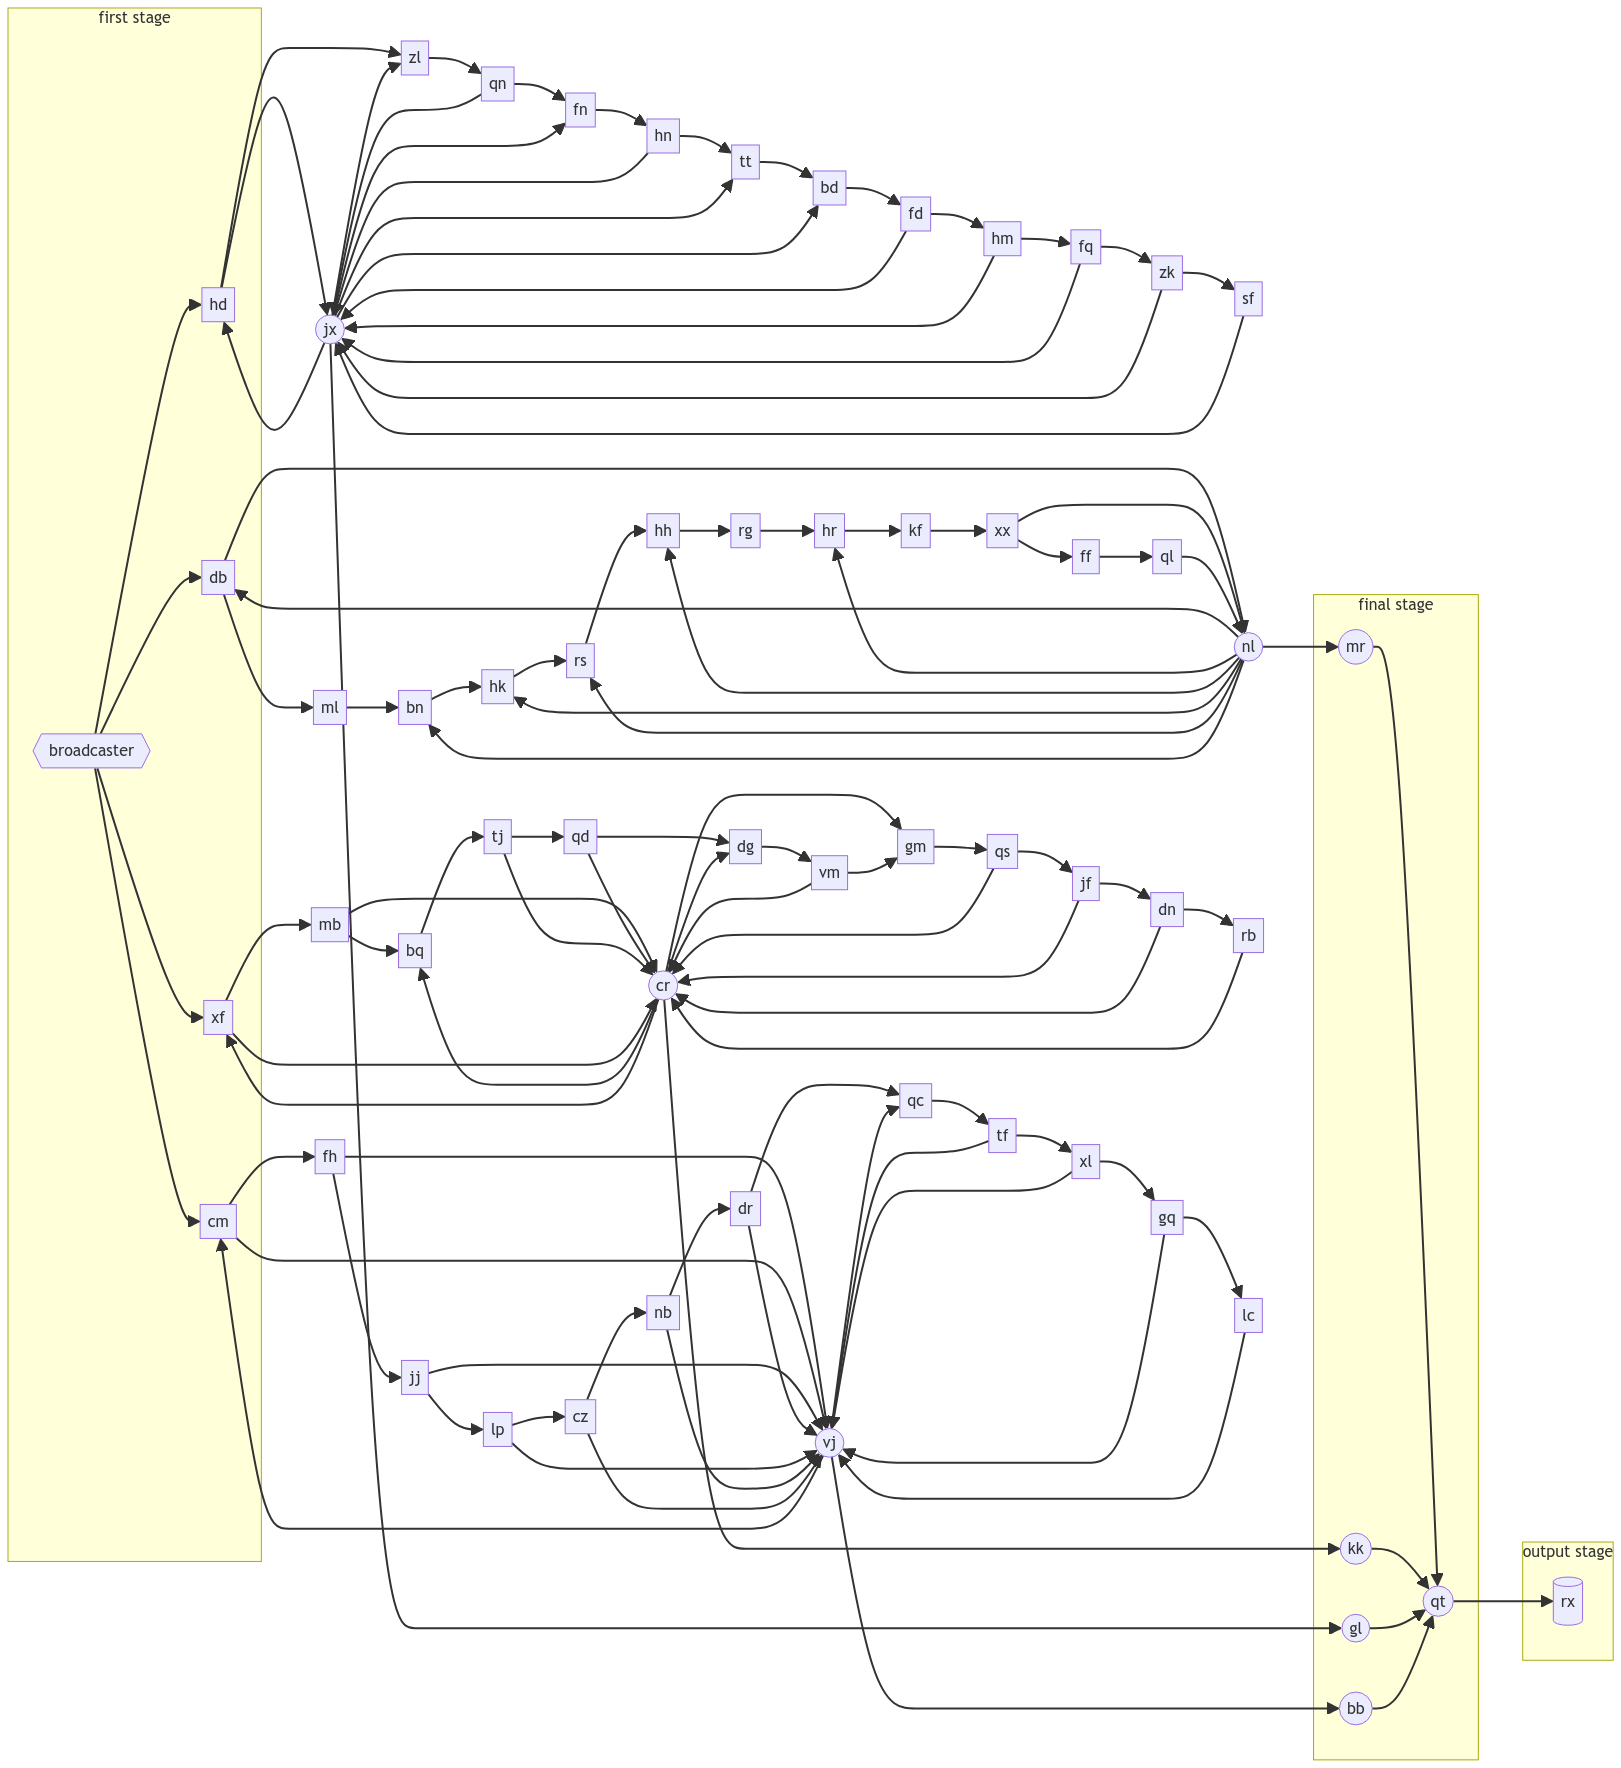 first stage
zl
qn
fn
hn
tt
bd
fd
hm
fq
zk
sf
hd
jx
hh
rg
hr
kf
xx
ff
ql
db
final stage
nl
mr
rs
hk
ml
bn
broadcaster
tj
qd
dg
gm
qs
vm
jf
dn
mb
rb
bq
cr
xf
qc
tf
fh
xl
dr
gq
cm
nb
lc
jj
cz
lp
vj
kk
output stage
qt
rx
gl
bb